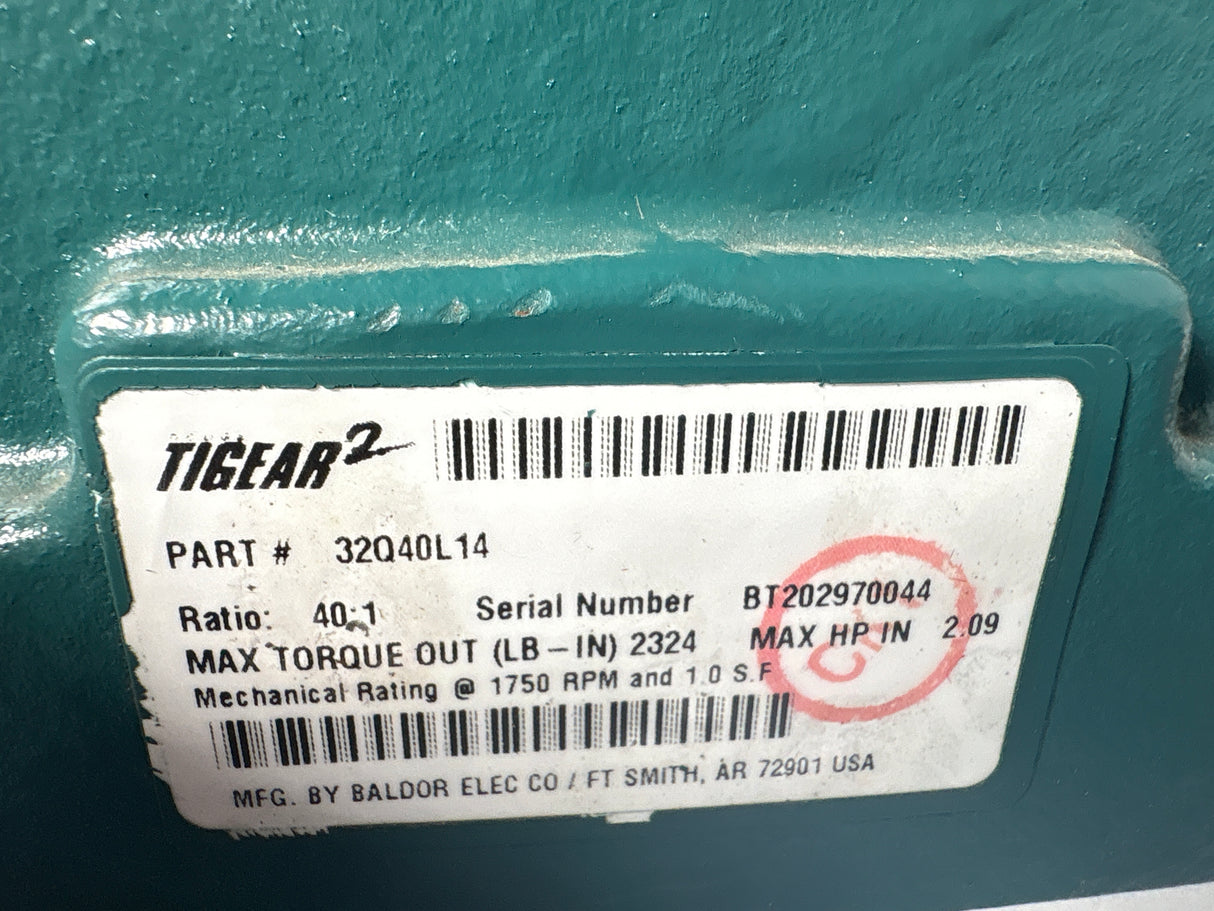 TIGEAR2
PART # 32Q40L14
Ratio: 40:1 Serial Number BT202970044
MAX TORQUE OUT (LB-IN) 2324 MAX HP IN 2.09
Mechanical Rating @ 1750 RPM and 1.0 S.F
MFG. BY BALDOR ELEC CO / FT SMITH, AR 72901 USA